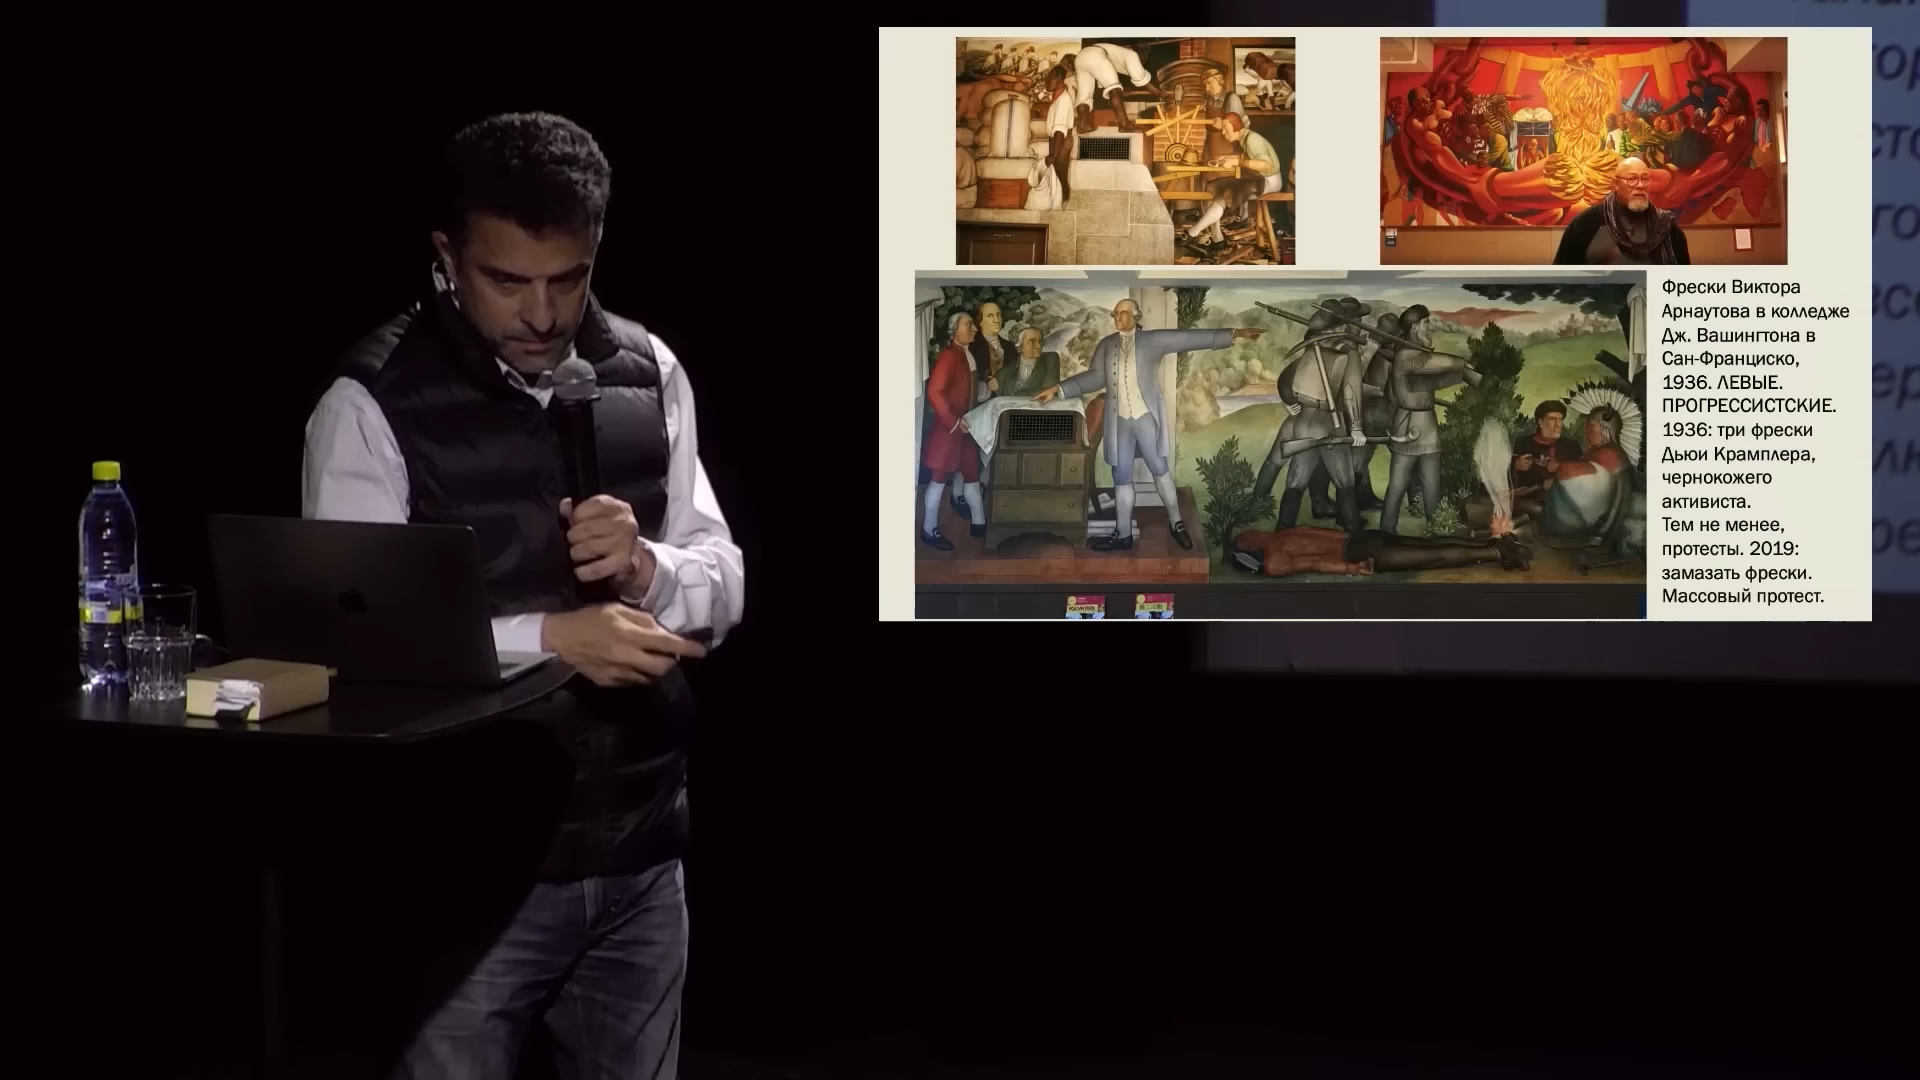 Фрески Виктора
Арнаутова в колледже
Дж. Вашингтона в
Сан-Франциско,
1936. ЛЕВЫЕ.
ПРОГРЕССИСТСКИЕ.
1936: три фрески
Дьюи Крамплера,
чернокожего
активиста.
Тем не менее,
протесты. 2019:
замазать фрески.
Массовый протест.